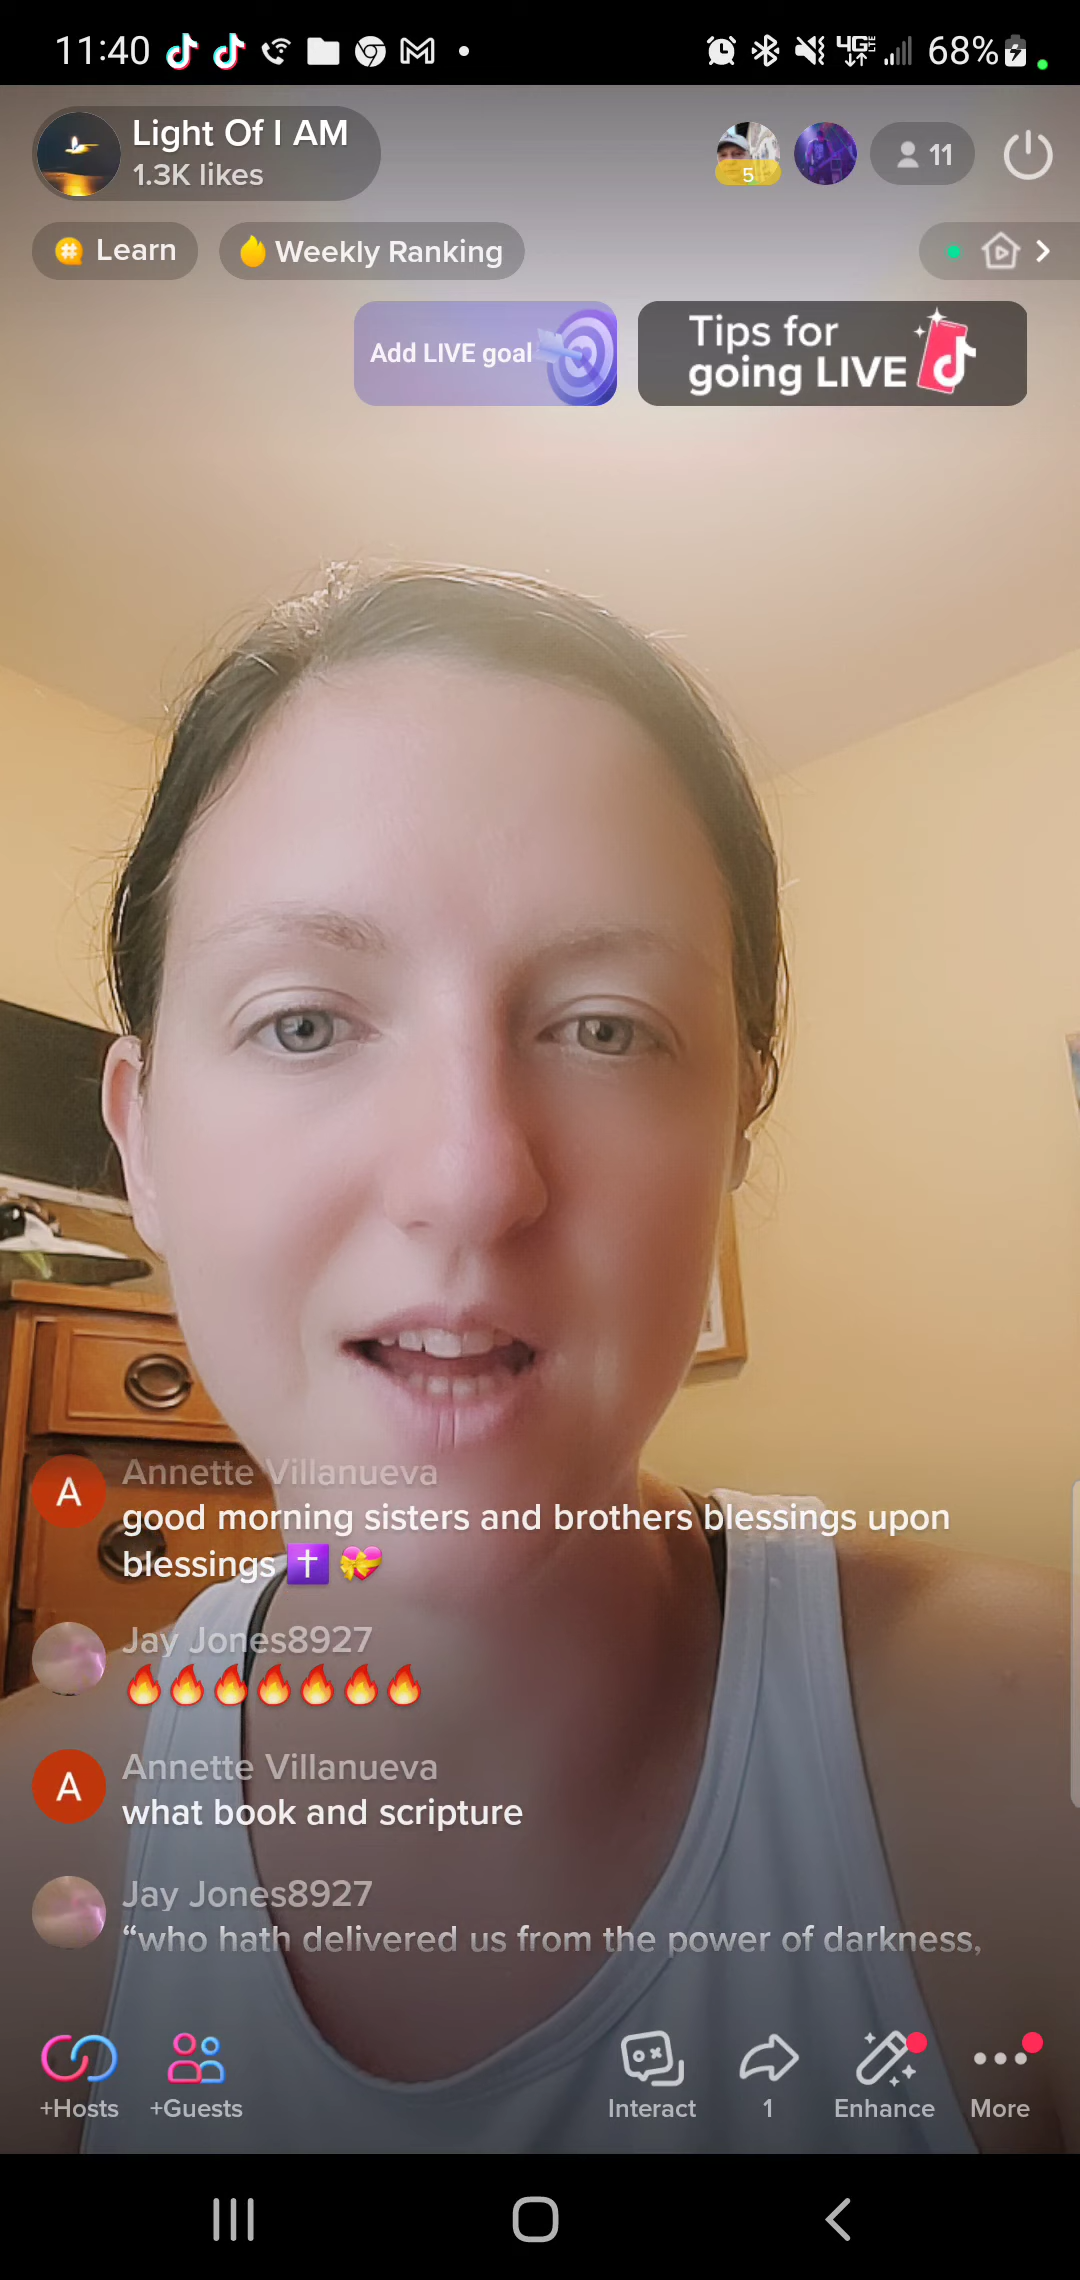 11:40
4G LTE
68%
Light Of I AM
1.3K likes
5
11
Learn
Weekly Ranking
Add LIVE goal
Tips for
going LIVE
A
Annette Villanueva
good morning sisters and brothers blessings upon
blessings ✝️ 💝
Jay Jones8927
🔥🔥🔥🔥🔥🔥🔥
A
Annette Villanueva
what book and scripture
Jay Jones8927
“who hath delivered us from the power of darkness,
+Hosts
+Guests
Interact
1
Enhance
More